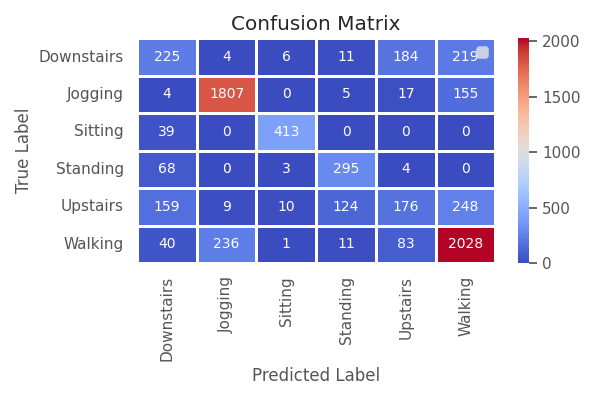 Confusion Matrix
Downstairs 225 4 6 11 184 219
Jogging 4 1807 0 5 17 155
Sitting 39 0 413 0 0 0
Standing 68 0 3 295 4 0
Upstairs 159 9 10 124 176 248
Walking 40 236 1 11 83 2028
True Label
Downstairs Jogging Sitting Standing Upstairs Walking
Predicted Label
2000
1500
1000
500
0